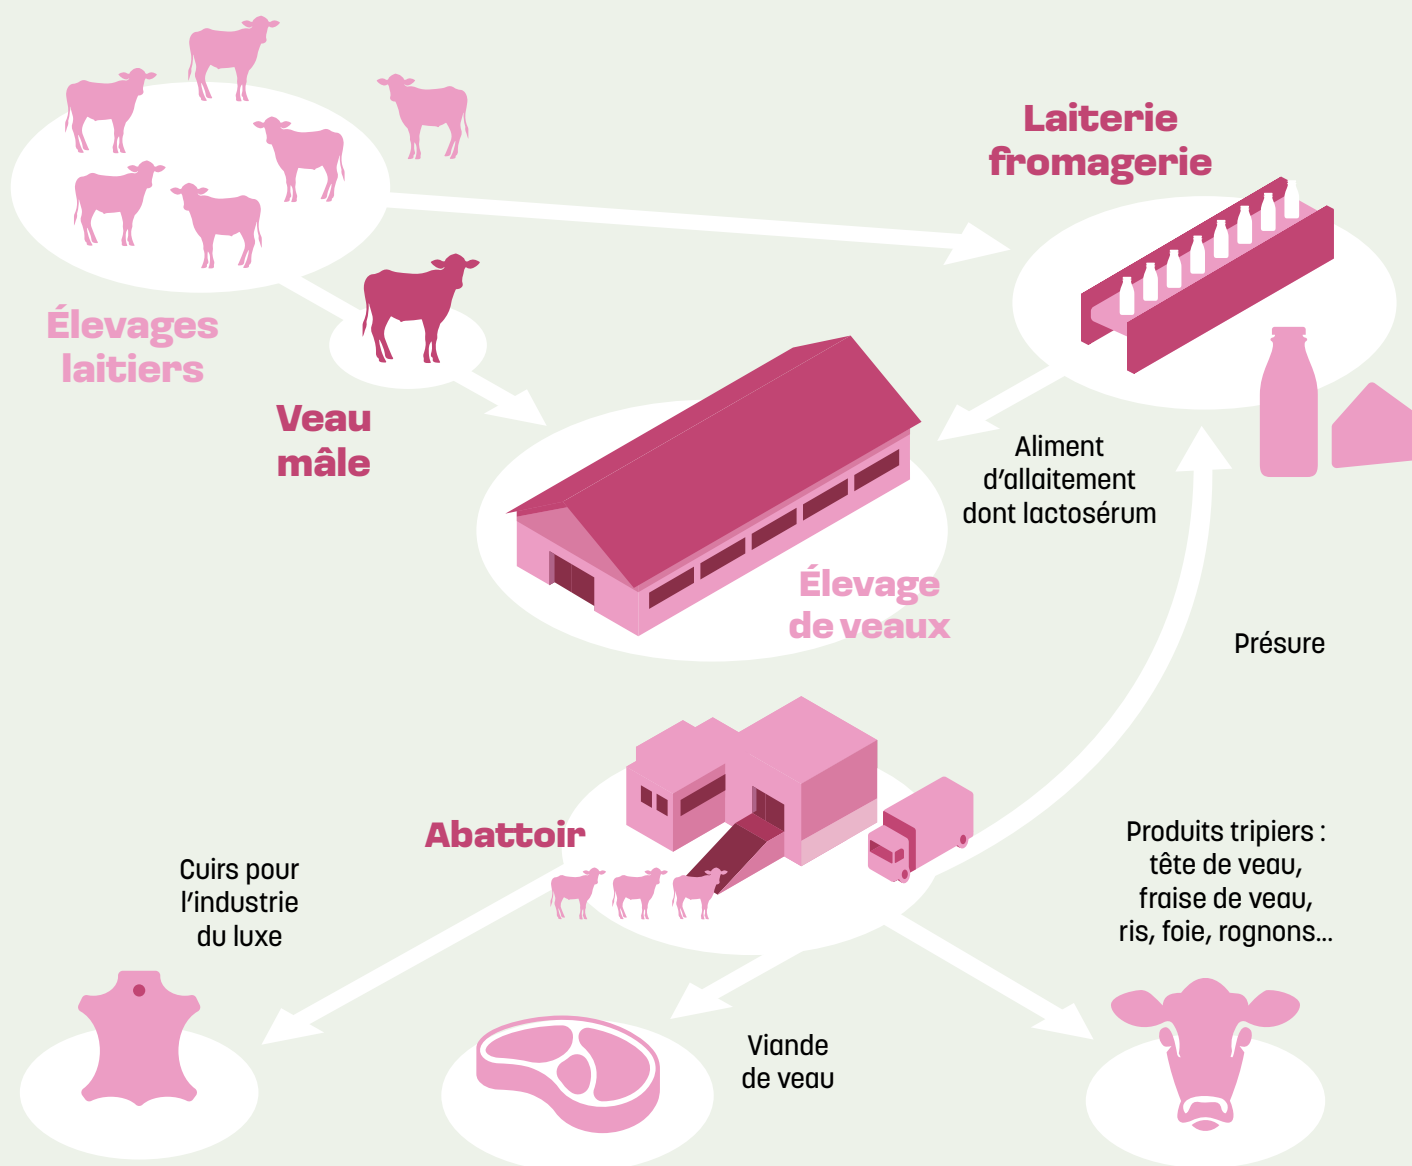 Laiterie
fromagerie
Élevages
laitiers
Veau
mâle
Aliment
d’allaitement
dont lactosérum
Élevage
de veaux
Présure
Abattoir
Produits tripiers :
tête de veau,
fraise de veau,
ris, foie, rognons...
Cuirs pour
l’industrie
du luxe
Viande
de veau